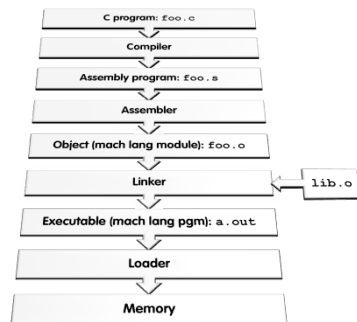 C program: foo.c
Compiler
Assembly program: foo.s
Assembler
Object (mach lang module): foo.o
Linker
lib.o
Executable (mach lang pgm): a.out
Loader
Memory